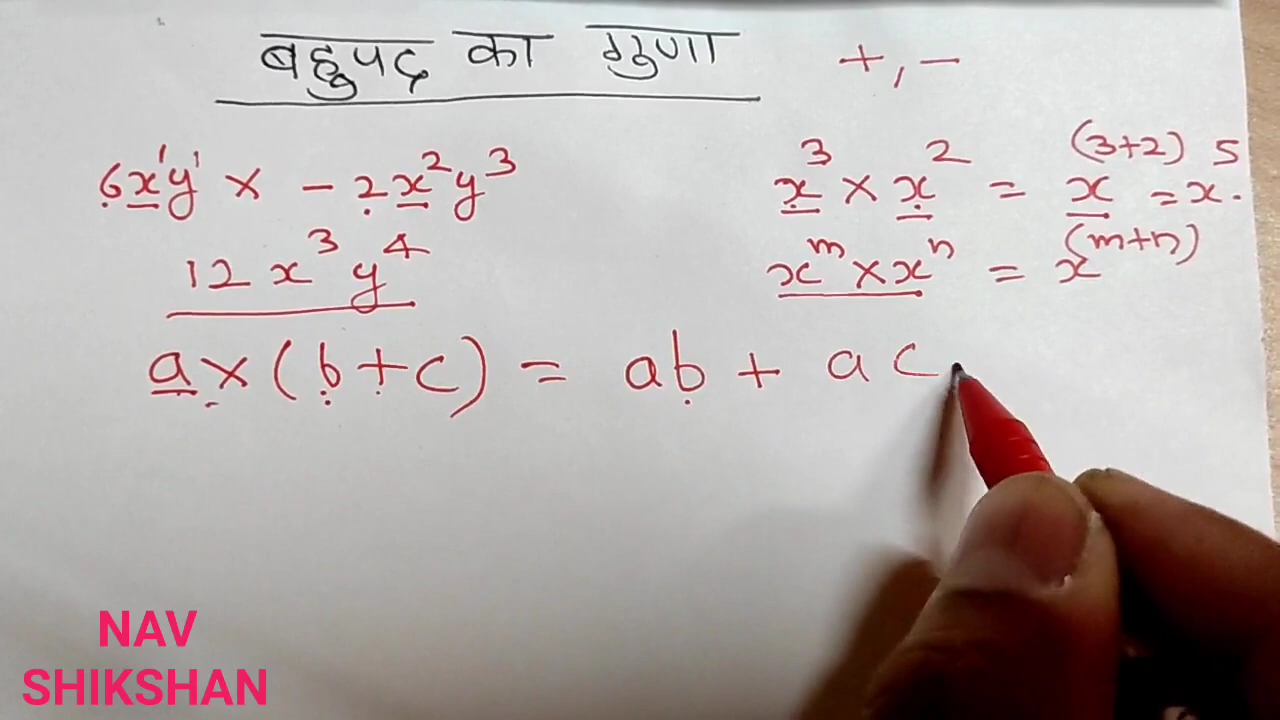 बहुपद का गुणा
+, -
6x¹y¹ × - 2x²y³
12x³y⁴
x³ × x² = x⁽³⁺²⁾ = x⁵.
xᵐ × xⁿ = x⁽ᵐ⁺ⁿ⁾
a × (b + c) = ab + ac
NAV
SHIKSHAN